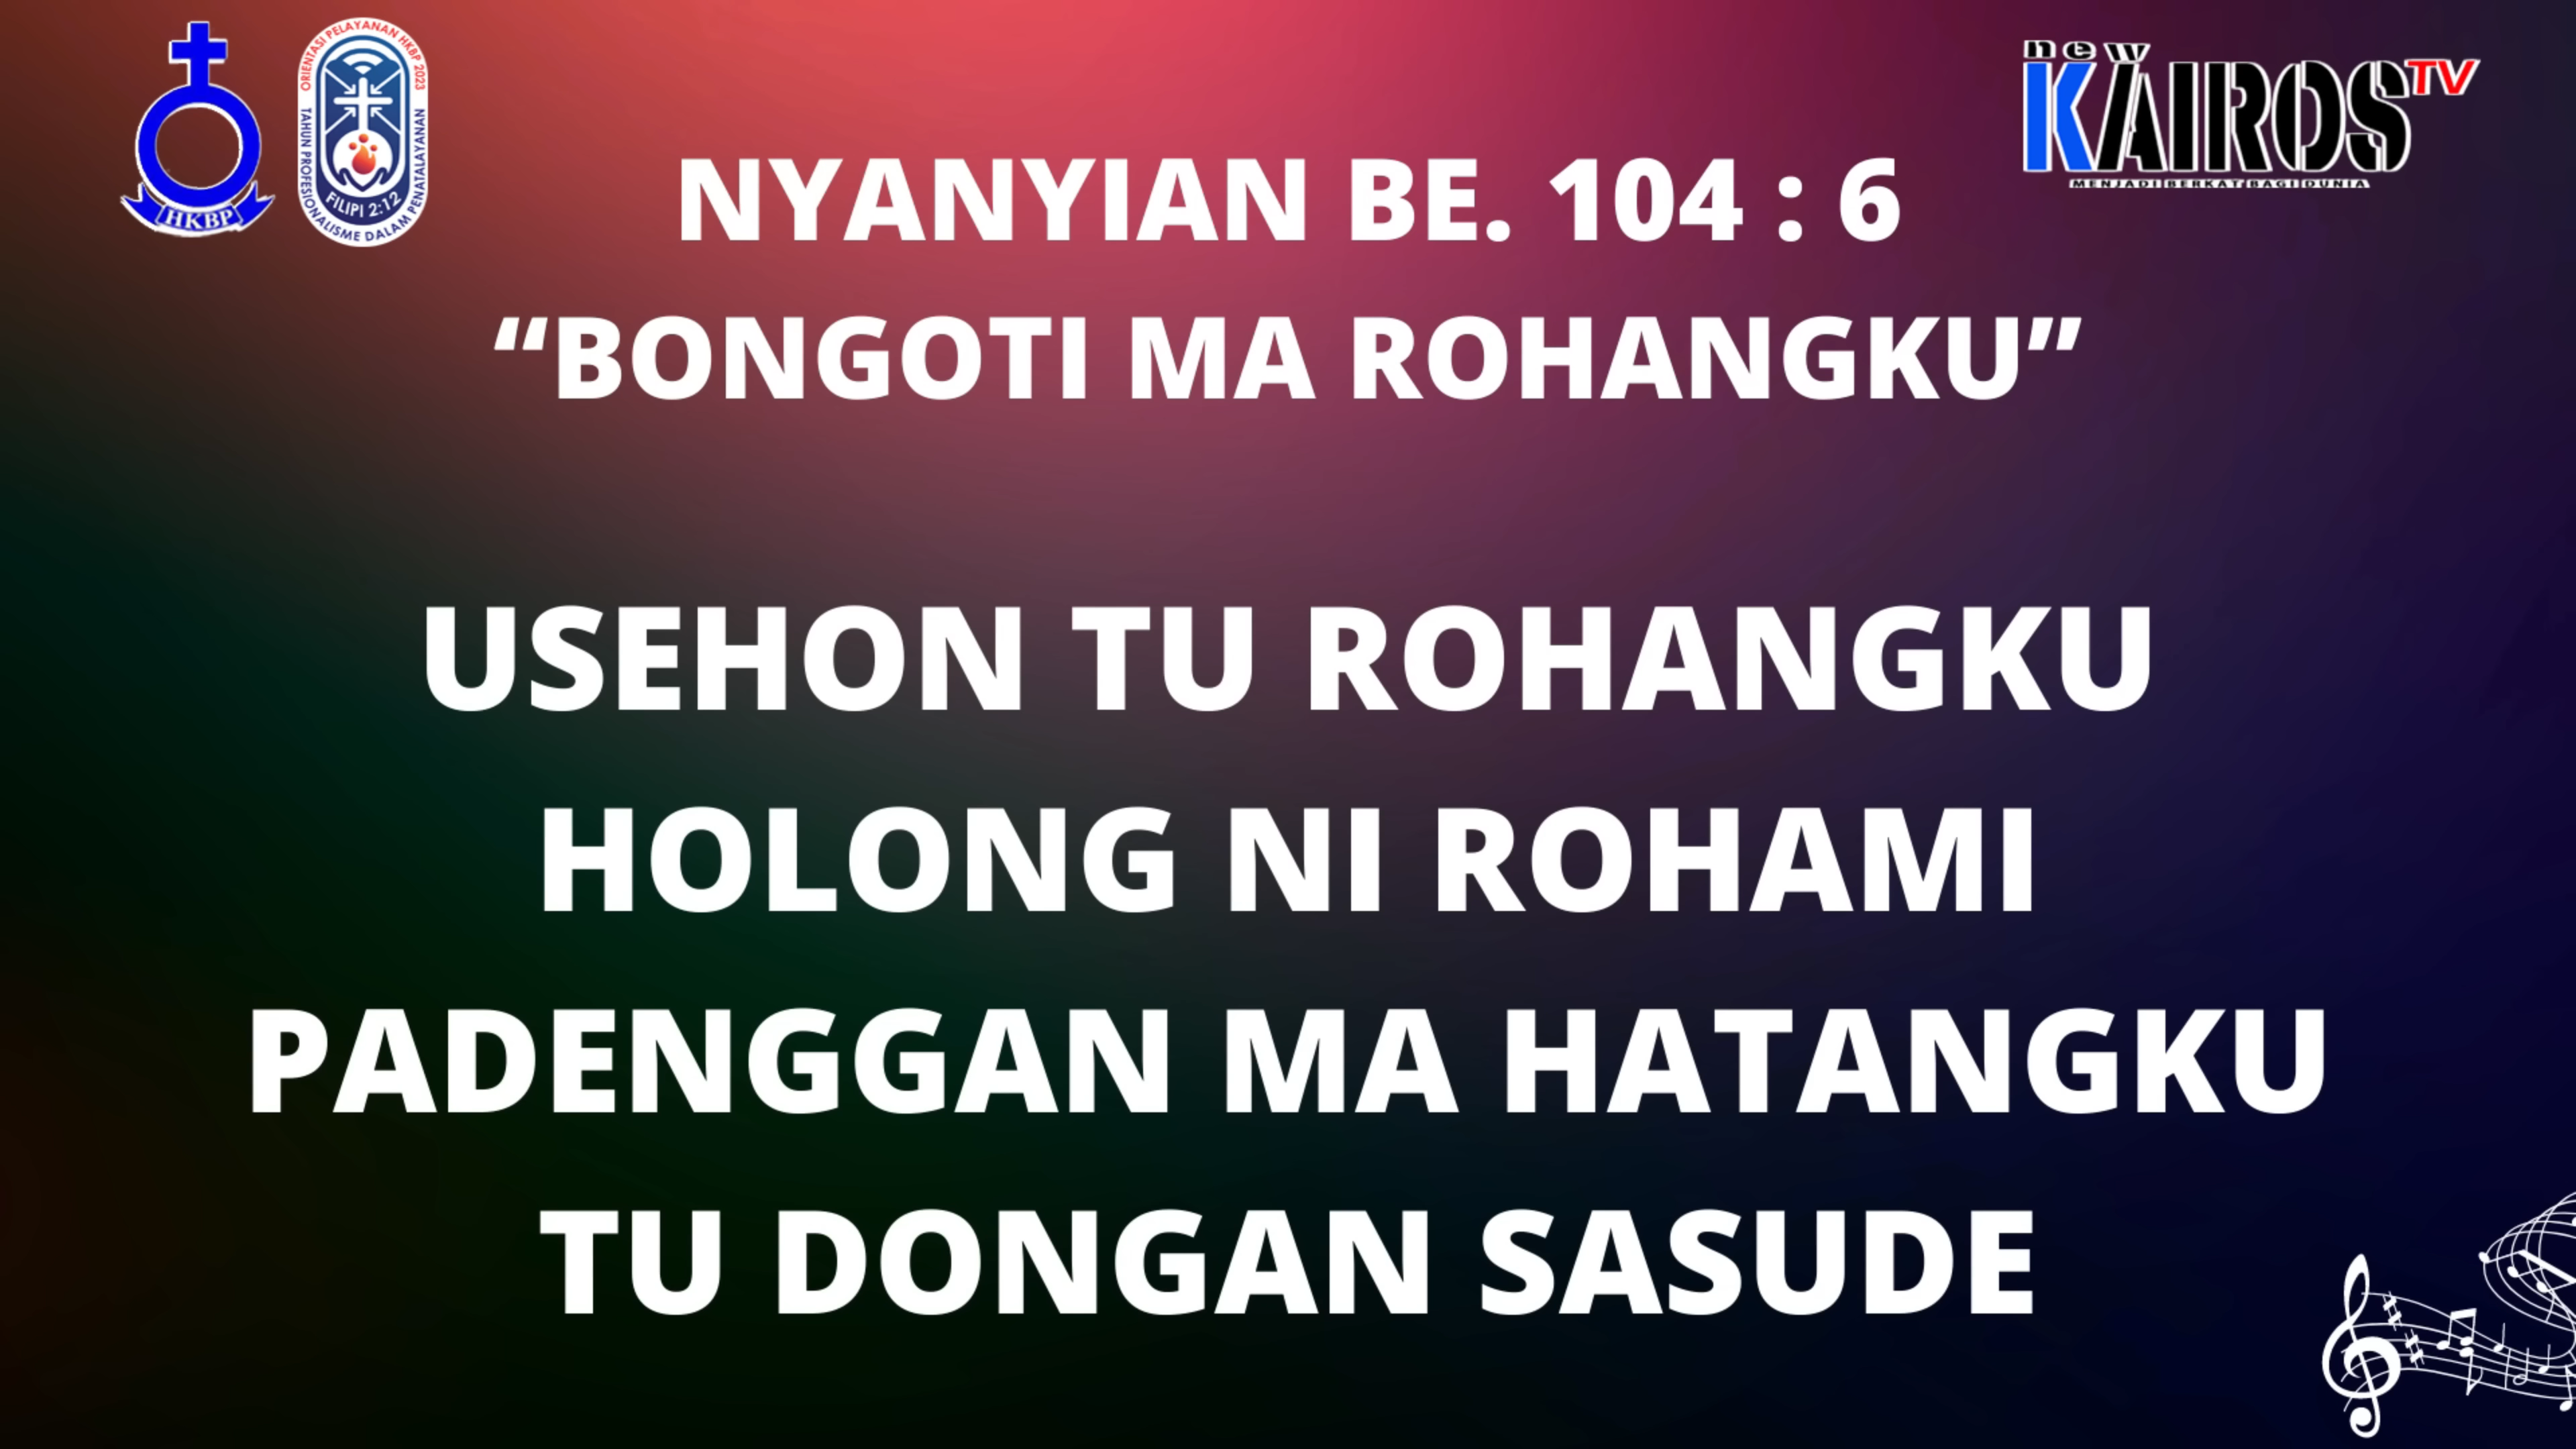 HKBP
ORIENTASI PELAYANAN HKBP 2023
TAHUN PROFESIONALISME DALAM PENATALAYANAN
FILIPI 2:12
new
KAIROS TV
MENJADI BERKAT BAGI DUNIA
NYANYIAN BE. 104 : 6
“BONGOTI MA ROHANGKU”
USEHON TU ROHANGKU
HOLONG NI ROHAMI
PADENGGAN MA HATANGKU
TU DONGAN SASUDE